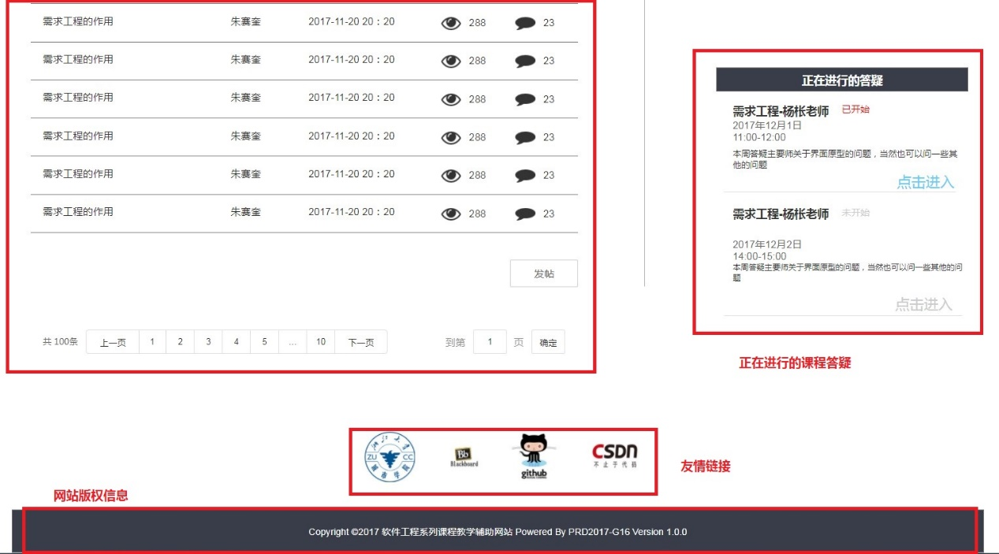 需求工程的作用 朱赛奎 2017-11-20 20：20 288 23
需求工程的作用 朱赛奎 2017-11-20 20：20 288 23
需求工程的作用 朱赛奎 2017-11-20 20：20 288 23
需求工程的作用 朱赛奎 2017-11-20 20：20 288 23
需求工程的作用 朱赛奎 2017-11-20 20：20 288 23
需求工程的作用 朱赛奎 2017-11-20 20：20 288 23
发帖
共 100条 上一页 1 2 3 4 5 ... 10 下一页 到第 1 页 确定
正在进行的答疑
需求工程-杨枨老师 已开始
2017年12月1日
11:00-12:00
本周答疑主要师关于界面原型的问题，当然也可以问一些其
他的问题
点击进入
需求工程-杨枨老师 未开始
2017年12月2日
14:00-15:00
本周答疑主要师关于界面原型的问题，当然也可以问一些其他的问
题
点击进入
正在进行的课程答疑
浙江大学
ZU CC
城市学院
Bb
Blackboard
github
CSDN
不止于代码
友情链接
网站版权信息
Copyright ©2017 软件工程系列课程教学辅助网站 Powered By PRD2017-G16 Version 1.0.0